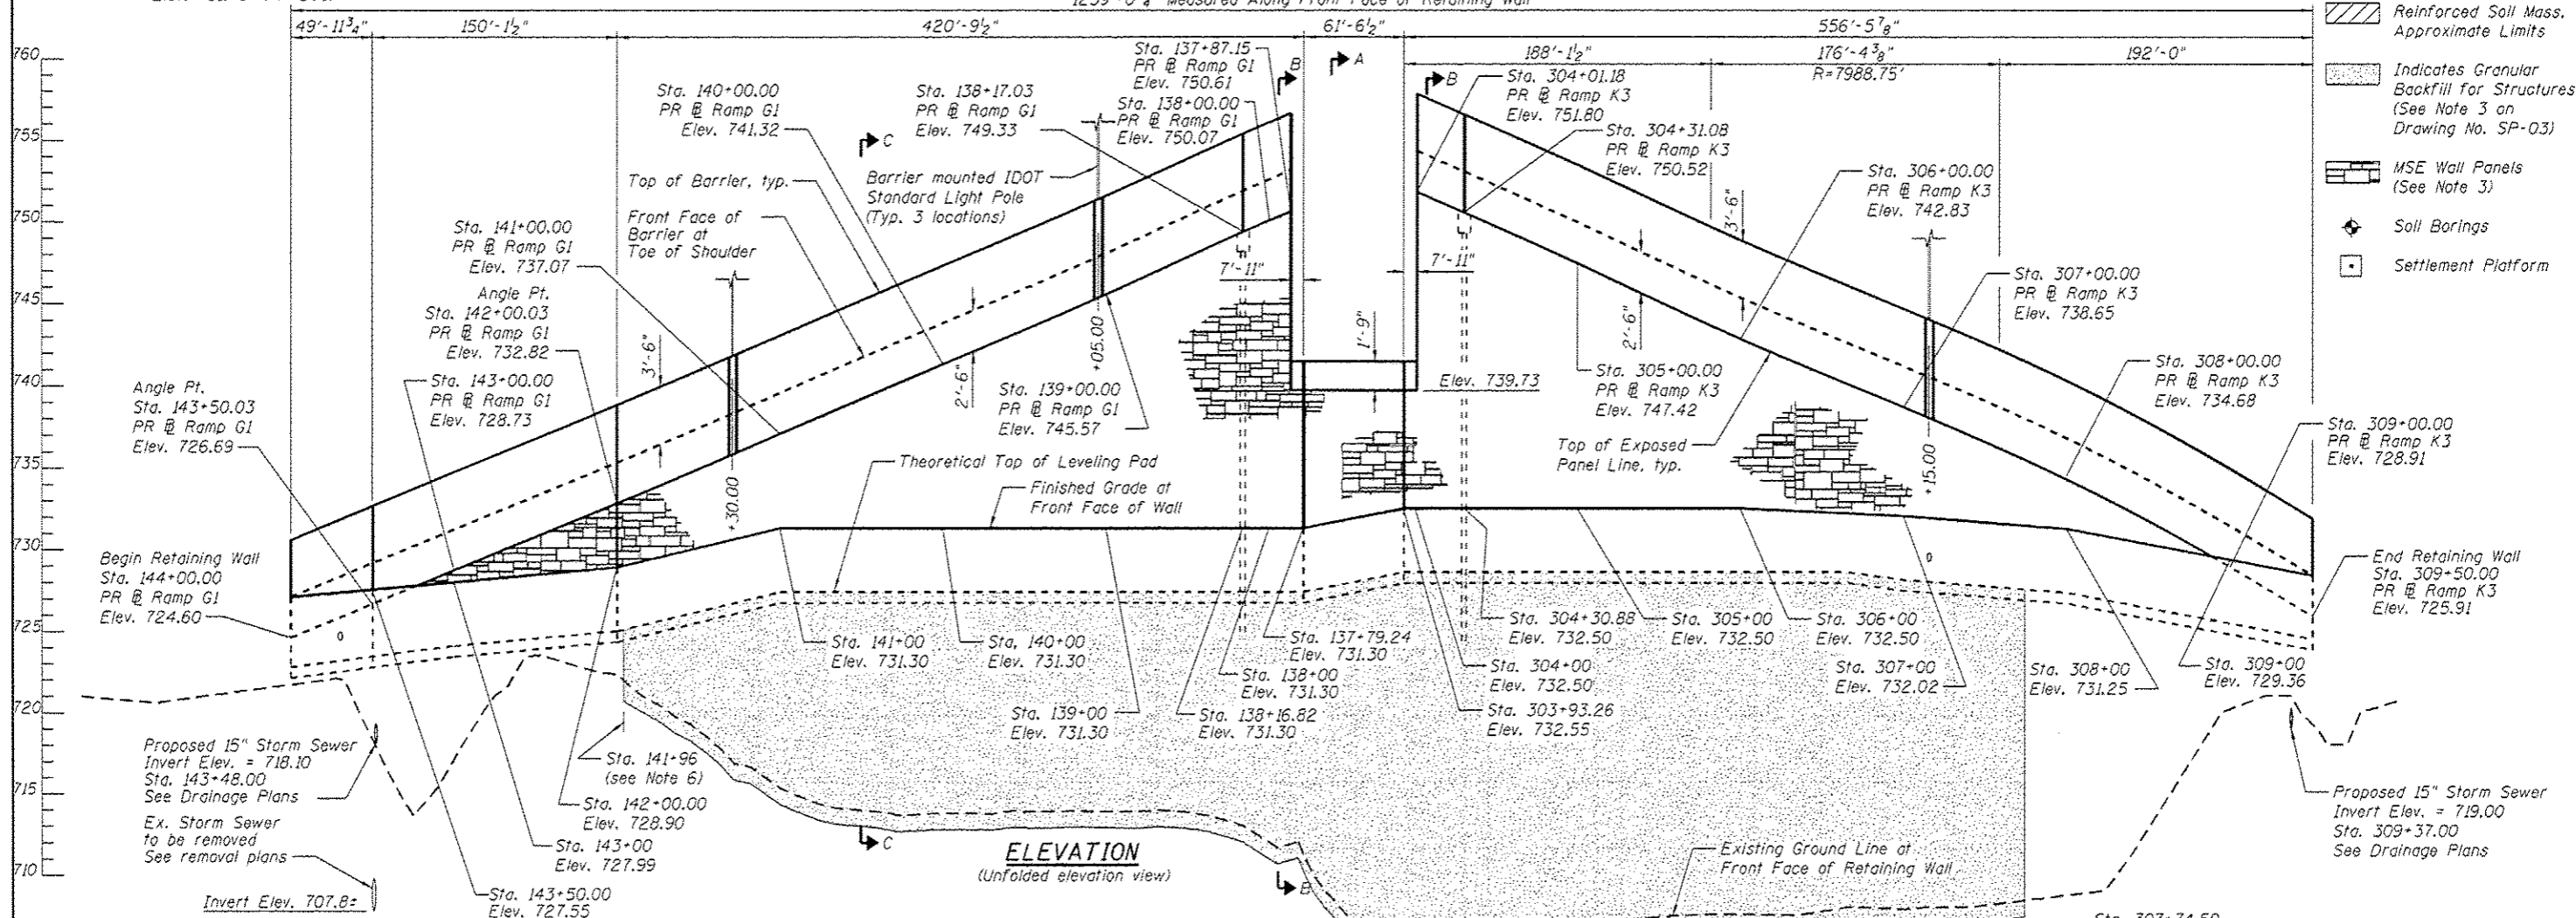 49'-11¾"
150'-1½"
420'-9½"
61'-6½"
556'-5⅞"
Measured Along Front Face of Retaining Wall
188'-1½"
176'-4⅜"
R=7988.75'
192'-0"
Reinforced Soil Mass,
Approximate Limits
Indicates Granular
Backfill for Structures
(See Note 3 on
Drawing No. SP-03)
MSE Wall Panels
(See Note 3)
Soil Borings
Settlement Platform
760
755
750
745
740
735
730
725
720
715
710
Sta. 137+87.15
PR ℄ Ramp G1
Elev. 750.61
B
A
B
Sta. 140+00.00
PR ℄ Ramp G1
Elev. 741.32
Sta. 138+17.03
PR ℄ Ramp G1
Elev. 749.33
Sta. 138+00.00
PR ℄ Ramp G1
Elev. 750.07
Sta. 304+01.18
PR ℄ Ramp K3
Elev. 751.80
Sta. 304+31.08
PR ℄ Ramp K3
Elev. 750.52
C
Top of Barrier, typ.
Barrier mounted IDOT
Standard Light Pole
(Typ. 3 locations)
Sta. 306+00.00
PR ℄ Ramp K3
Elev. 742.83
Front Face of
Barrier at
Toe of Shoulder
3'-6"
Sta. 141+00.00
PR ℄ Ramp G1
Elev. 737.07
7'-11"
7'-11"
Sta. 307+00.00
PR ℄ Ramp K3
Elev. 738.65
Angle Pt.
Sta. 142+00.03
PR ℄ Ramp G1
Elev. 732.82
3'-6"
2'-6"
+05.00
1'-9"
2'-6"
Elev. 739.73
Sta. 305+00.00
PR ℄ Ramp K3
Elev. 747.42
Sta. 308+00.00
PR ℄ Ramp K3
Elev. 734.68
Angle Pt.
Sta. 143+50.03
PR ℄ Ramp G1
Elev. 726.69
Sta. 143+00.00
PR ℄ Ramp G1
Elev. 728.73
Sta. 139+00.00
PR ℄ Ramp G1
Elev. 745.57
Top of Exposed
Panel Line, typ.
Sta. 309+00.00
PR ℄ Ramp K3
Elev. 728.91
+30.00
+15.00
Theoretical Top of Leveling Pad
Finished Grade at
Front Face of Wall
Begin Retaining Wall
Sta. 144+00.00
PR ℄ Ramp G1
Elev. 724.60
End Retaining Wall
Sta. 309+50.00
PR ℄ Ramp K3
Elev. 725.91
Sta. 141+00
Elev. 731.30
Sta. 140+00
Elev. 731.30
Sta. 137+79.24
Elev. 731.30
Sta. 304+30.88
Elev. 732.50
Sta. 305+00
Elev. 732.50
Sta. 306+00
Elev. 732.50
Sta. 138+00
Elev. 731.30
Sta. 304+00
Elev. 732.50
Sta. 307+00
Elev. 732.02
Sta. 308+00
Elev. 731.25
Sta. 309+00
Elev. 729.36
Sta. 139+00
Elev. 731.30
Sta. 138+16.82
Elev. 731.30
Sta. 303+93.26
Elev. 732.55
Proposed 15" Storm Sewer
Invert Elev. = 718.10
Sta. 143+48.00
See Drainage Plans
Sta. 141+96
(see Note 6)
Sta. 142+00.00
Elev. 728.90
Proposed 15" Storm Sewer
Invert Elev. = 719.00
Sta. 309+37.00
See Drainage Plans
Ex. Storm Sewer
to be removed
See removal plans
Sta. 143+00
Elev. 727.99
C
ELEVATION
(Unfolded elevation view)
B
Existing Ground Line at
Front Face of Retaining Wall
Invert Elev. 707.8±
Sta. 143+50.00
Elev. 727.55